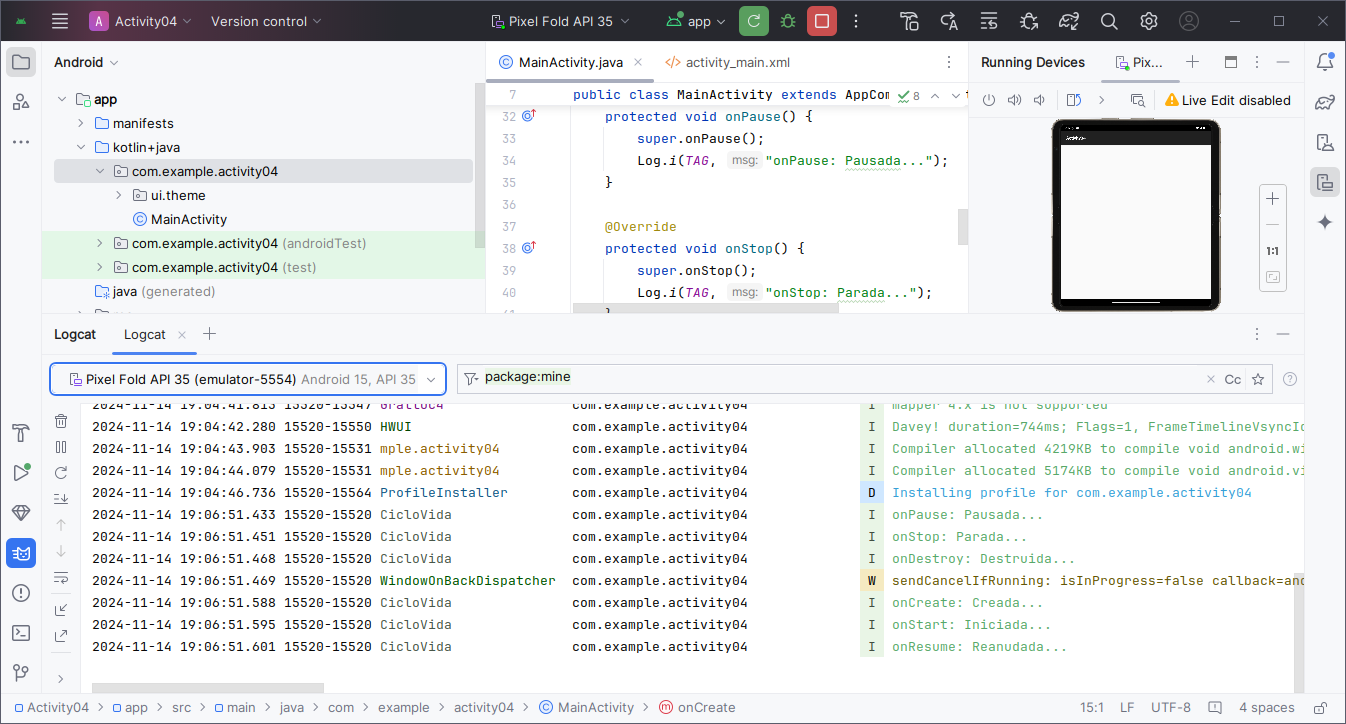 A Activity04 Version control Pixel Fold API 35 app
Android
app
manifests
kotlin+java
com.example.activity04
ui.theme
MainActivity
com.example.activity04 (androidTest)
com.example.activity04 (test)
java (generated)
MainActivity.java activity_main.xml
7 public class MainActivity extends AppCom 8
32 protected void onPause() {
33 super.onPause();
34 Log.i(TAG, msg: "onPause: Pausada...");
35 }
36
37 @Override
38 protected void onStop() {
39 super.onStop();
40 Log.i(TAG, msg: "onStop: Parada...");
Running Devices Pix...
Live Edit disabled
1:1
Logcat Logcat
Pixel Fold API 35 (emulator-5554) Android 15, API 35 package:mine Cc
2024-11-14 19:04:41.813 15520-15547 Gralloc4 com.example.activity04 I mapper 4.x is not supported
2024-11-14 19:04:42.280 15520-15550 HWUI com.example.activity04 I Davey! duration=744ms; Flags=1, FrameTimelineVsyncId
2024-11-14 19:04:43.903 15520-15531 mple.activity04 com.example.activity04 I Compiler allocated 4219KB to compile void android.wi
2024-11-14 19:04:44.079 15520-15531 mple.activity04 com.example.activity04 I Compiler allocated 5174KB to compile void android.vi
2024-11-14 19:04:46.736 15520-15564 ProfileInstaller com.example.activity04 D Installing profile for com.example.activity04
2024-11-14 19:06:51.433 15520-15520 CicloVida com.example.activity04 I onPause: Pausada...
2024-11-14 19:06:51.451 15520-15520 CicloVida com.example.activity04 I onStop: Parada...
2024-11-14 19:06:51.468 15520-15520 CicloVida com.example.activity04 I onDestroy: Destruida...
2024-11-14 19:06:51.469 15520-15520 WindowOnBackDispatcher com.example.activity04 W sendCancelIfRunning: isInProgress=false callback=and
2024-11-14 19:06:51.588 15520-15520 CicloVida com.example.activity04 I onCreate: Creada...
2024-11-14 19:06:51.595 15520-15520 CicloVida com.example.activity04 I onStart: Iniciada...
2024-11-14 19:06:51.601 15520-15520 CicloVida com.example.activity04 I onResume: Reanudada...
Activity04 app src main java com example activity04 MainActivity onCreate 15:1 LF UTF-8 4 spaces